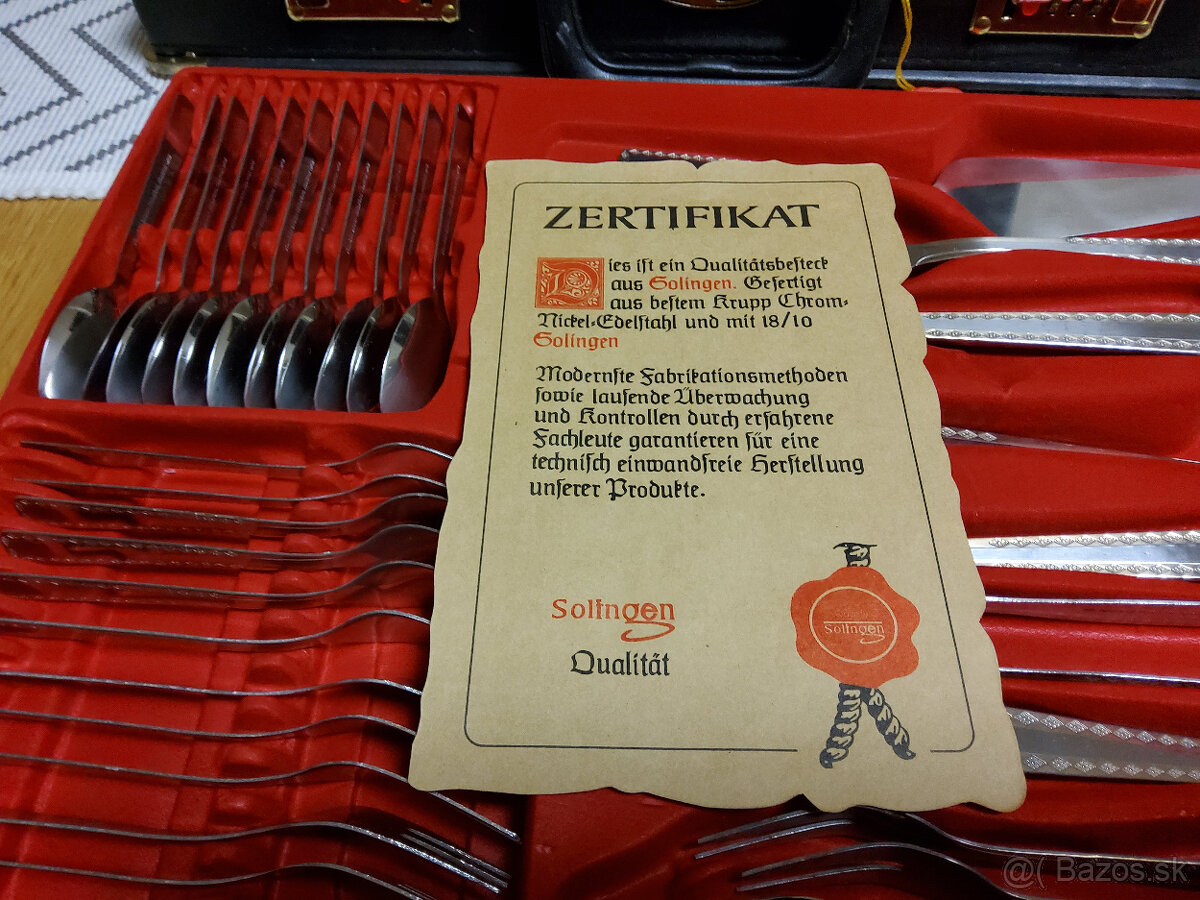 ZERTIFIKAT
Dies ist ein Qualitätsbesteck
aus Solingen. Gefertigt
aus bestem Krupp Chrom-
Nickel-Edelstahl und mit 18/10
Solingen
Modernste Fabrikationsmethoden
sowie laufende Überwachung
und Kontrollen durch erfahrene
Fachleute garantieren für eine
technisch einwandfreie Herstellung
unserer Produkte.
Solingen
Qualität
Solingen
@( Bazos.sk